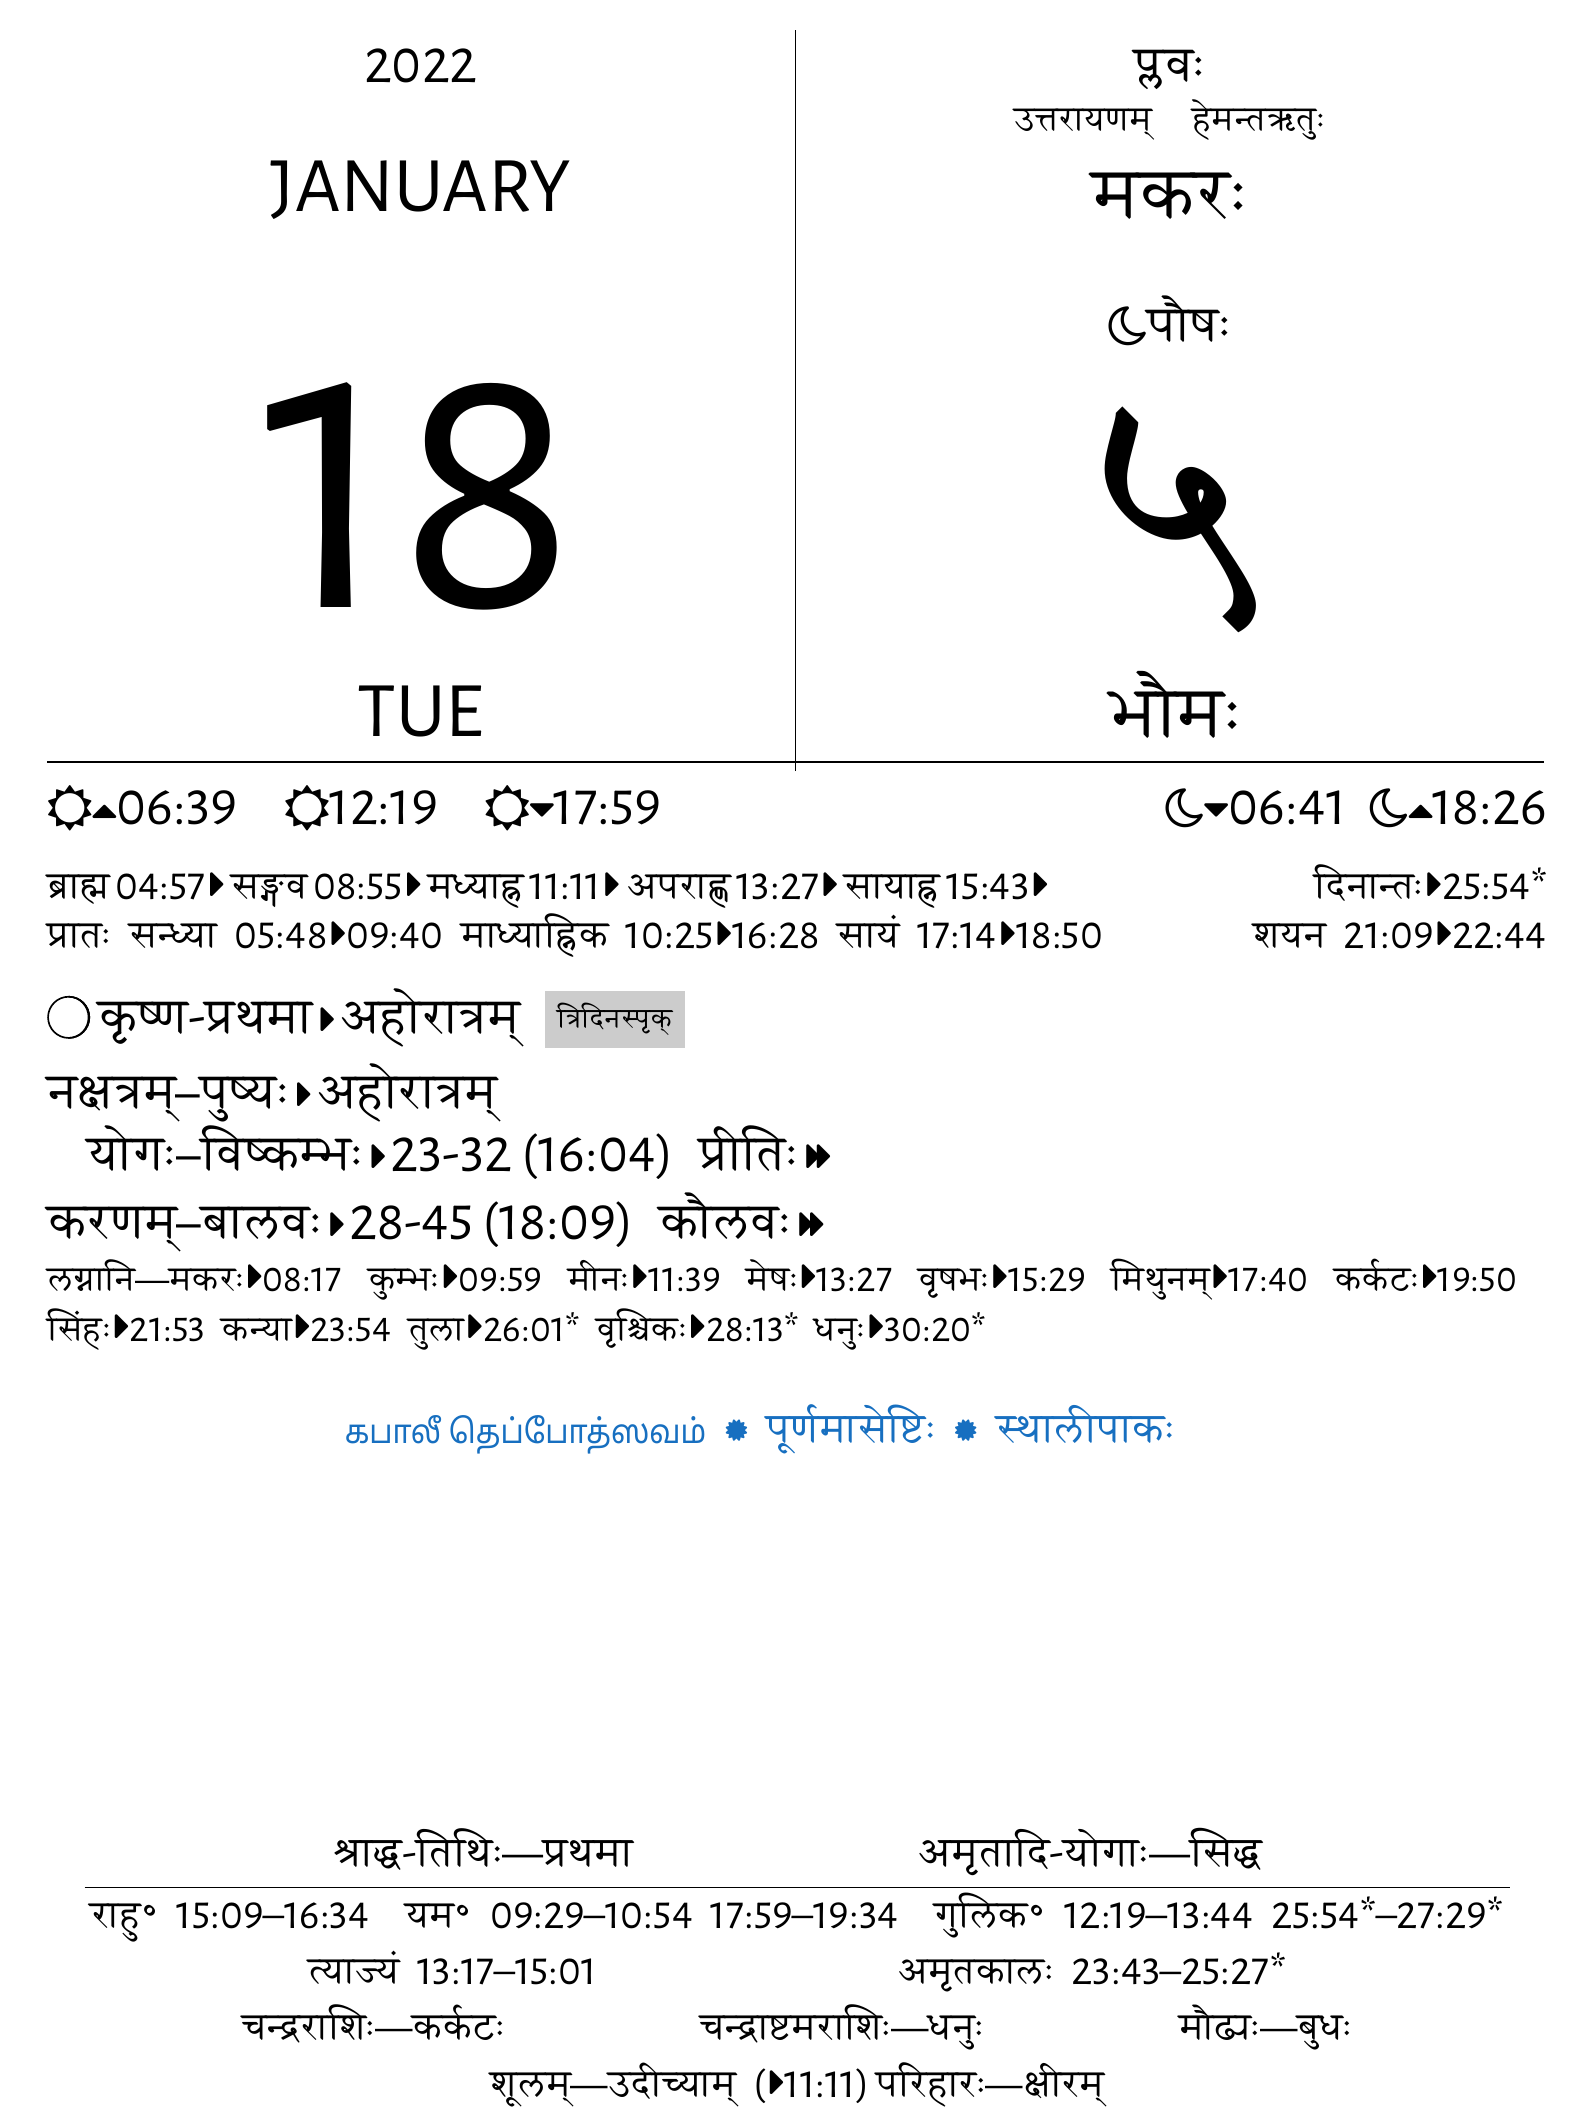 2022
JANUARY
18
TUE
प्लवः
उत्तरायणम् हेमन्तऋतुः
मकरः
पौषः
५
भौमः
06:39 12:19 17:59 06:41 18:26
ब्राह्म 04:57 सङ्गव 08:55 मध्याह्न 11:11 अपराह्ण 13:27 सायाह्न 15:43 दिनान्तः 25:54*
प्रातः सन्ध्या 05:48 09:40 माध्याह्निक 10:25 16:28 सायं 17:14 18:50 शयन 21:09 22:44
कृष्ण-प्रथमा अहोरात्रम् त्रिदिनस्पृक्
नक्षत्रम्–पुष्यः अहोरात्रम्
योगः–विष्कम्भः 23-32 (16:04) प्रीतिः
करणम्–बालवः 28-45 (18:09) कौलवः
लग्नानि—मकरः 08:17 कुम्भः 09:59 मीनः 11:39 मेषः 13:27 वृषभः 15:29 मिथुनम् 17:40 कर्कटः 19:50
सिंहः 21:53 कन्या 23:54 तुला 26:01* वृश्चिकः 28:13* धनुः 30:20*
கபாலீ தெப்போத்ஸவம் पूर्णमासेष्टिः स्थालीपाकः
श्राद्ध-तिथिः—प्रथमा अमृतादि-योगाः—सिद्ध
राहु॰ 15:09–16:34 यम॰ 09:29–10:54 17:59–19:34 गुलिक॰ 12:19–13:44 25:54*–27:29*
त्याज्यं 13:17–15:01 अमृतकालः 23:43–25:27*
चन्द्रराशिः—कर्कटः चन्द्राष्टमराशिः—धनुः मौढ्यः—बुधः
शूलम्—उदीच्याम् (11:11) परिहारः—क्षीरम्